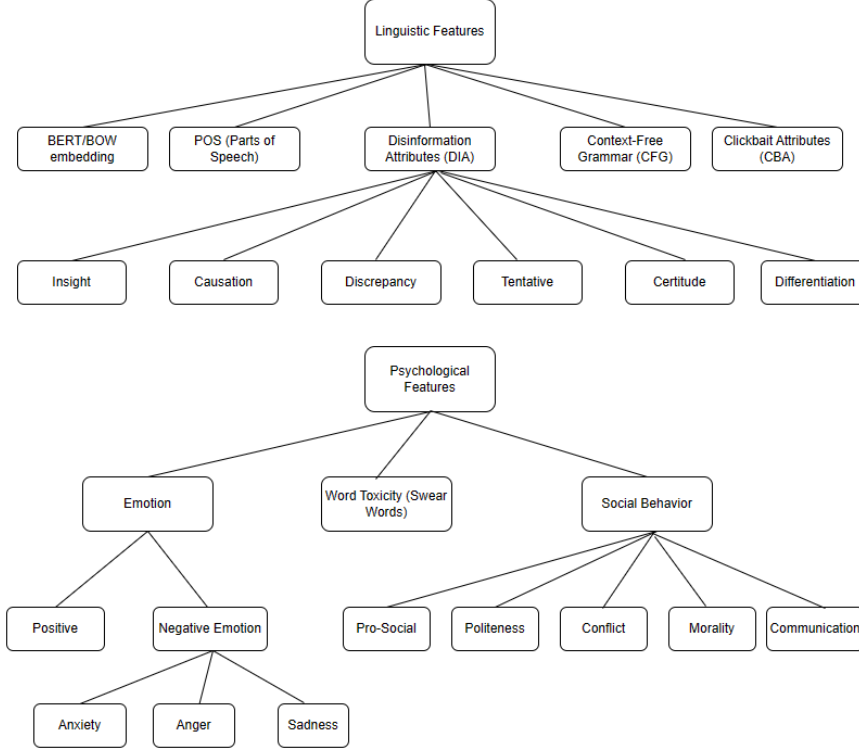 Linguistic Features
BERT/BOW
embedding
POS (Parts of
Speech)
Disinformation
Attributes (DIA)
Context-Free
Grammar (CFG)
Clickbait Attributes
(CBA)
Insight
Causation
Discrepancy
Tentative
Certitude
Differentiation
Psychological
Features
Emotion
Word Toxicity (Swear
Words)
Social Behavior
Positive
Negative Emotion
Pro-Social
Politeness
Conflict
Morality
Communication
Anxiety
Anger
Sadness